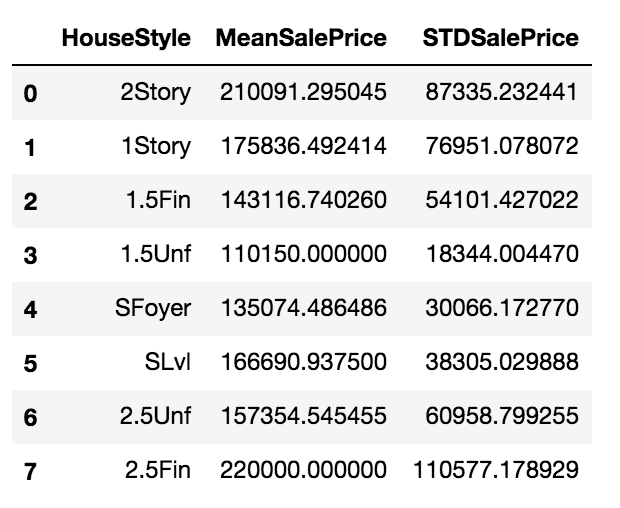 HouseStyle MeanSalePrice STDSalePrice
0 2Story 210091.295045 87335.232441
1 1Story 175836.492414 76951.078072
2 1.5Fin 143116.740260 54101.427022
3 1.5Unf 110150.000000 18344.004470
4 SFoyer 135074.486486 30066.172770
5 SLvl 166690.937500 38305.029888
6 2.5Unf 157354.545455 60958.799255
7 2.5Fin 220000.000000 110577.178929